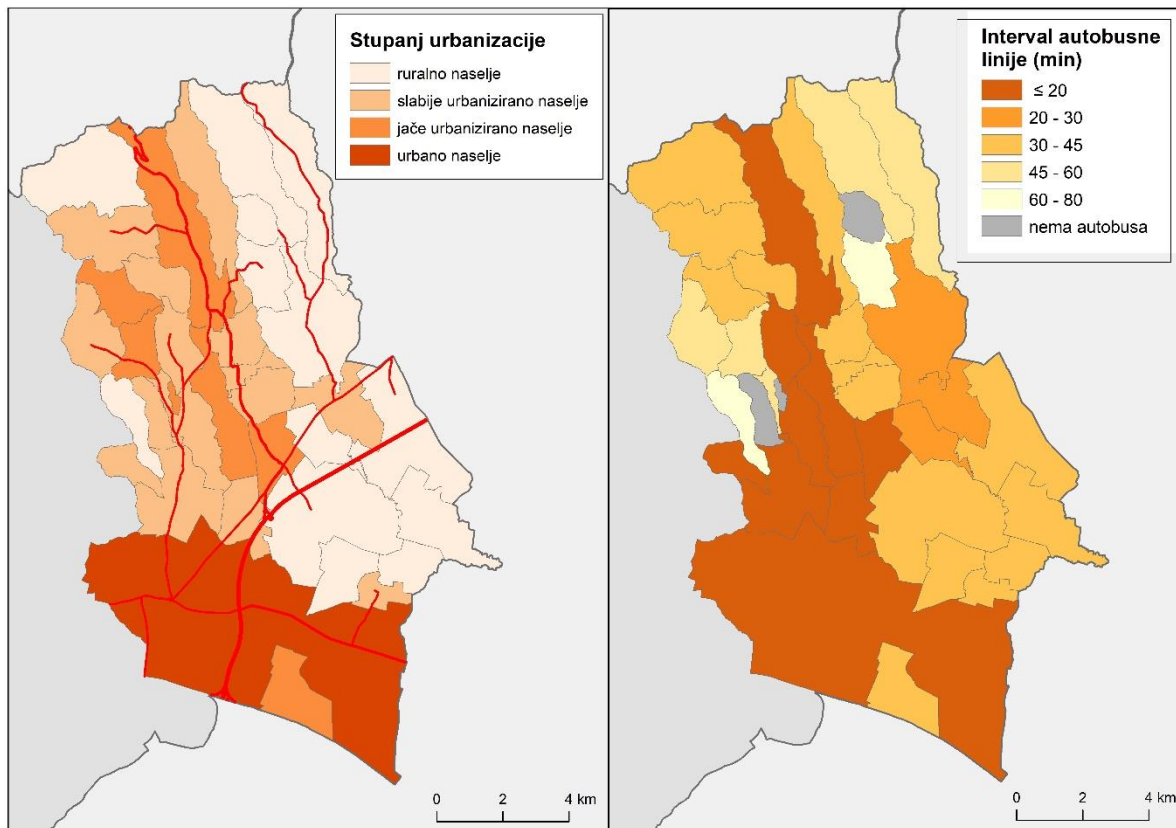 Stupanj urbanizacije
ruralno naselje
slabije urbanizirano naselje
jače urbanizirano naselje
urbano naselje
0 2 4 km
Interval autobusne
linije (min)
≤ 20
20 - 30
30 - 45
45 - 60
60 - 80
nema autobusa
0 2 4 km